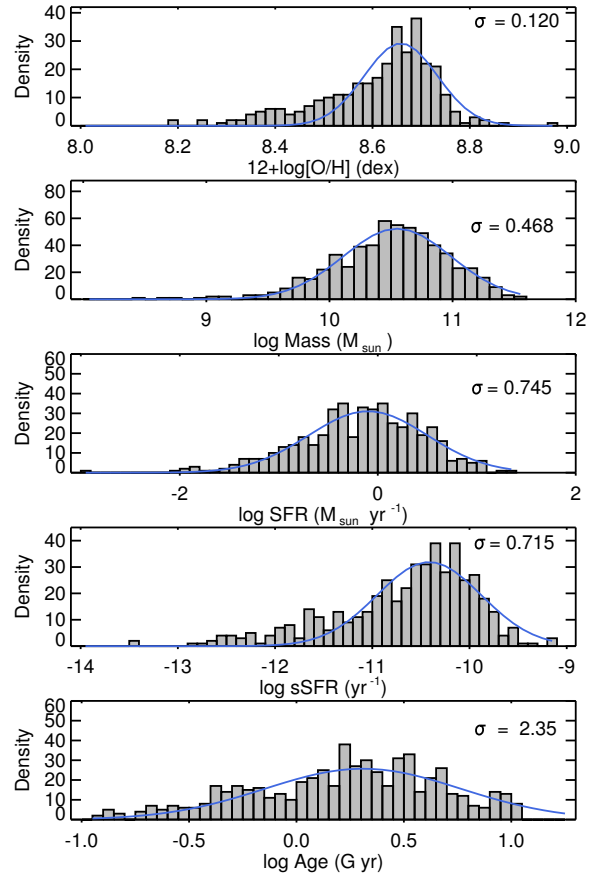 40
30
20
10
0
Density
σ = 0.120
8.0 8.2 8.4 8.6 8.8 9.0
12+log[O/H] (dex)
80
60
40
20
0
Density
σ = 0.468
9 10 11 12
log Mass (M sun )
60
50
40
30
20
10
0
Density
σ = 0.745
-2 0 2
log SFR (M sun yr -1)
40
30
20
10
0
Density
σ = 0.715
-14 -13 -12 -11 -10 -9
log sSFR (yr -1)
60
50
40
30
20
10
0
Density
σ = 2.35
-1.0 -0.5 0.0 0.5 1.0
log Age (G yr)